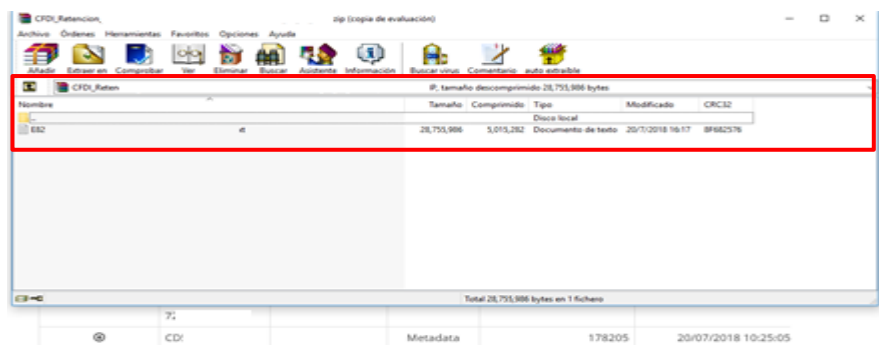 CFDI_Retencion_ zip (copia de evaluación)
Archivo Órdenes Herramientas Favoritos Opciones Ayuda
Añadir Extraer en Comprobar Ver Eliminar Buscar Asistente Información Buscar virus Comentario auto extraíble
CFDI_Reten IP, tamaño descomprimido 28,755,986 bytes
Nombre Tamaño Comprimido Tipo Modificado CRC32
.. Disco local
E82 28,755,986 5,015,282 Documento de texto 20/7/2018 16:17 8F682576
Total 28,755,986 bytes en 1 fichero
CD! Metadata 178205 20/07/2018 10:25:05